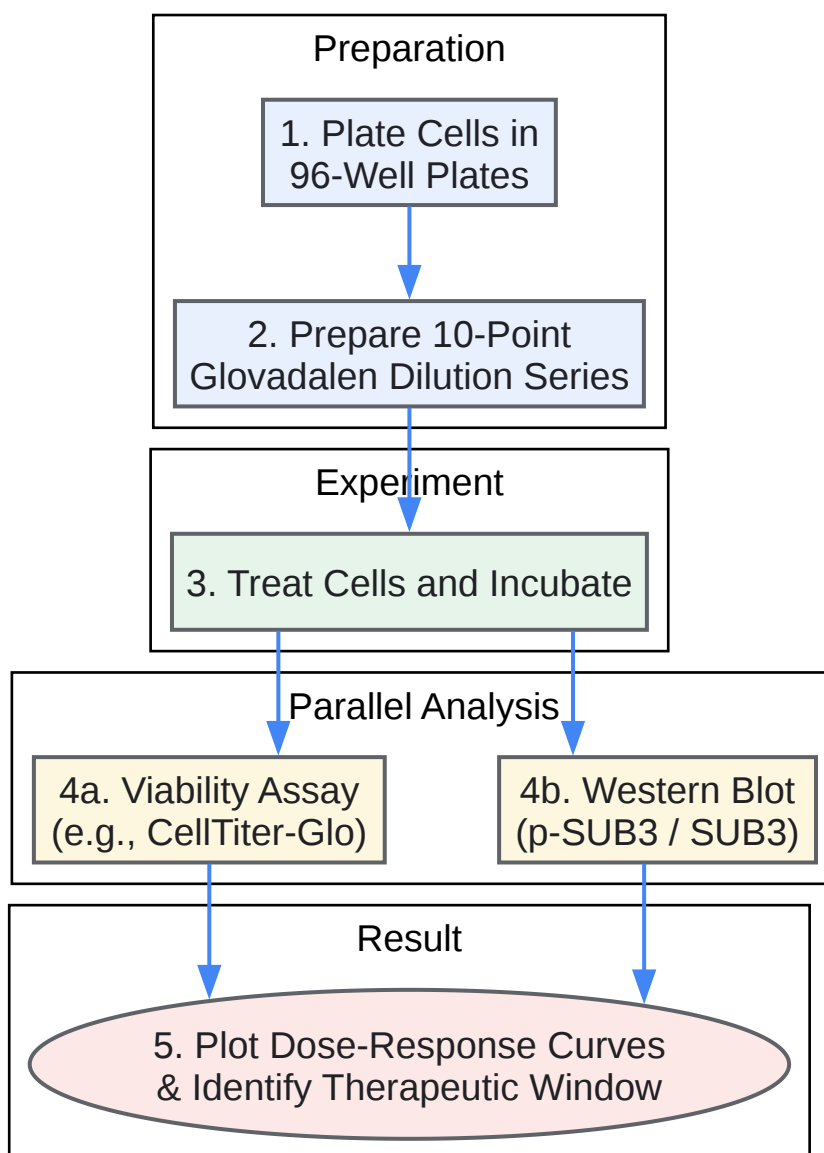 Preparation
1. Plate Cells in
96-Well Plates
2. Prepare 10-Point
Glovadalen Dilution Series
Experiment
3. Treat Cells and Incubate
Parallel Analysis
4a. Viability Assay
(e.g., CellTiter-Glo)
4b. Western Blot
(p-SUB3 / SUB3)
Result
5. Plot Dose-Response Curves
& Identify Therapeutic Window